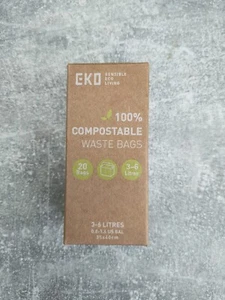 EKO SENSIBLE
ECO
LIVING
100%
COMPOSTABLE
WASTE BAGS
20
Bags
3-6
Litres
3-6 LITRES